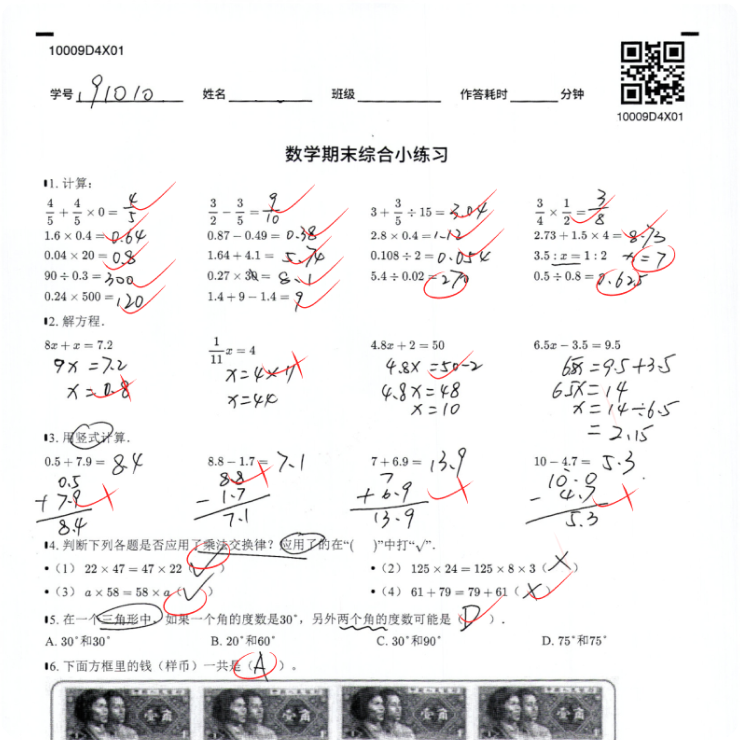 10009D4X01
学号 191010 姓名 班级 作答耗时 分钟
10009D4X01
数学期末综合小练习
1. 计算：
4/5 + 4/5 × 0 = 4/5 3/2 − 3/5 = 9/10 3 + 3/5 ÷ 15 = 3.04 3/4 × 1/2 = 3/8
1.6 × 0.4 = 0.64 0.87 − 0.49 = 0.38 2.8 × 0.4 = 1.12 2.73 + 1.5 × 4 = 8.73
0.04 × 20 = 0.8 1.64 + 4.1 = 5.74 0.108 ÷ 2 = 0.054 3.5 : x = 1 : 2 x = 7
90 ÷ 0.3 = 300 0.27 × 30 = 8.1 5.4 ÷ 0.02 = 270 0.5 ÷ 0.8 = 0.625
0.24 × 500 = 120 1.4 + 9 − 1.4 = 9
2. 解方程.
8x + x = 7.2 1/11 x = 4 4.8x + 2 = 50 6.5x − 3.5 = 9.5
9x = 7.2 x = 4×11 4.8x = 50−2 6.5x = 9.5+3.5
x = 0.8 x = 44 4.8x = 48 6.5x = 14
x = 10 x = 14÷6.5
= 2.15
3. 用竖式计算.
0.5 + 7.9 = 8.4 8.8 − 1.7 = 7.1 7 + 6.9 = 13.9 10 − 4.7 = 5.3
0.5 8.8 7 10.0
+ 7.9 − 1.7 + 6.9 − 4.7
8.4 7.1 13.9 5.3
4. 判断下列各题是否应用了乘法交换律？应用了的在“( )”中打“√”.
• (1) 22 × 47 = 47 × 22 (√) • (2) 125 × 24 = 125 × 8 × 3 (×)
• (3) a × 58 = 58 × a (√) • (4) 61 + 79 = 79 + 61 (×)
5. 在一个三角形中，如果一个角的度数是30°，另外两个角的度数可能是（D）.
A. 30°和30° B. 20°和60° C. 30°和90° D. 75°和75°
6. 下面方框里的钱（样币）一共是（A）。
壹角 壹角 壹角 壹角